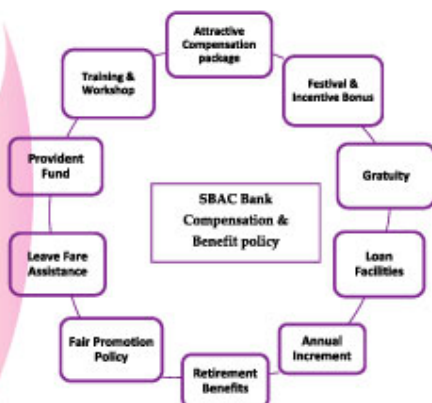 Attractive
Compensation
package
Festival &
Incentive Bonus
Gratuity
Loan
Facilities
Annual
Increment
Retirement
Benefits
Fair Promotion
Policy
Leave Fare
Assistance
Provident
Fund
Training &
Workshop
SBAC Bank
Compensation &
Benefit policy